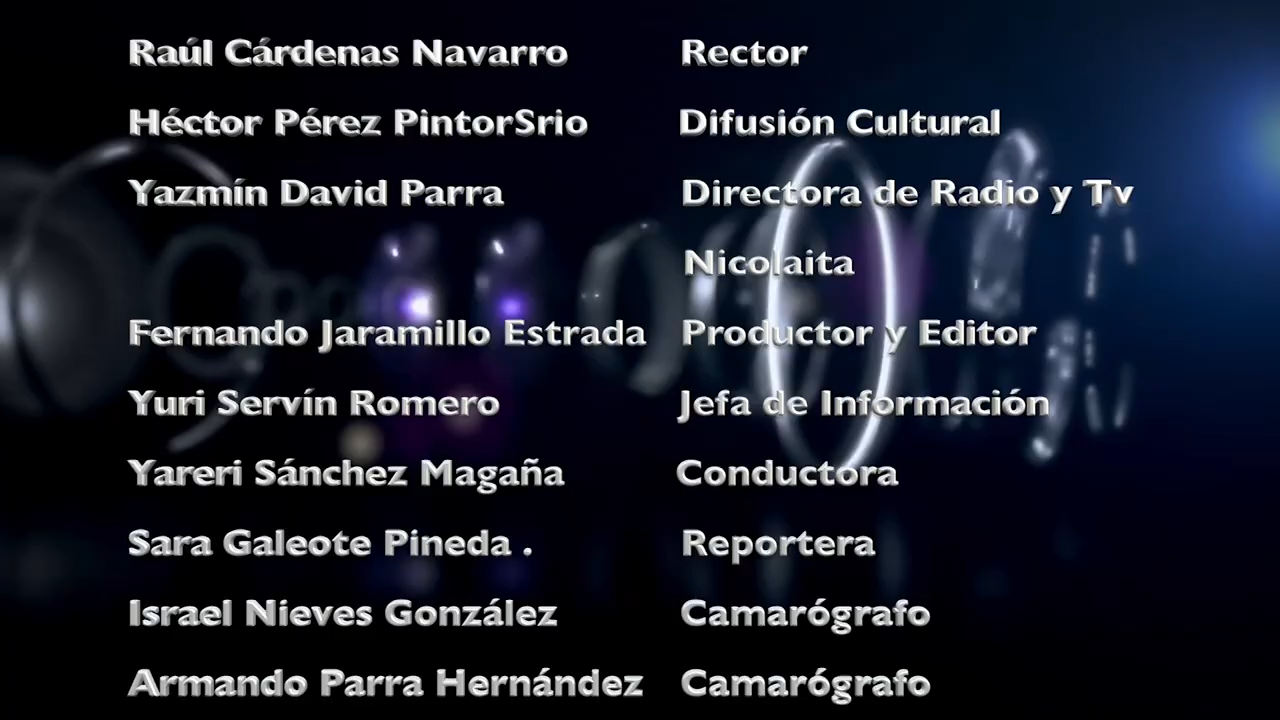 Raúl Cárdenas Navarro Rector
Héctor Pérez PintorSrio Difusión Cultural
Yazmín David Parra Directora de Radio y Tv
Nicolaita
Fernando Jaramillo Estrada Productor y Editor
Yuri Servín Romero Jefa de Información
Yareri Sánchez Magaña Conductora
Sara Galeote Pineda . Reportera
Israel Nieves González Camarógrafo
Armando Parra Hernández Camarógrafo